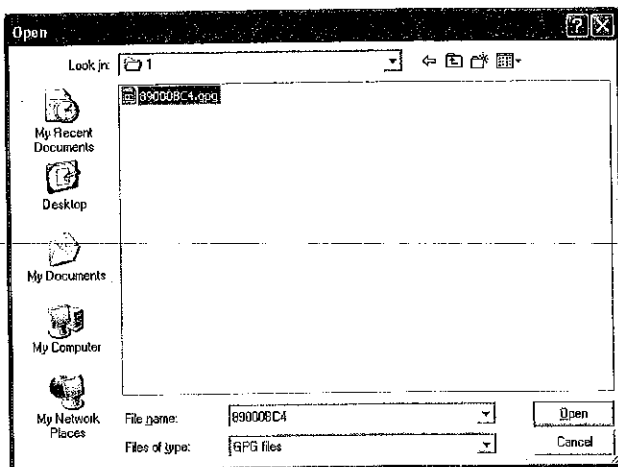 Open
Look in: 1
890008C4.gpg
My Recent
Documents
Desktop
My Documents
My Computer
My Network
Places
File name: 890008C4
Open
Files of type: GPG files
Cancel